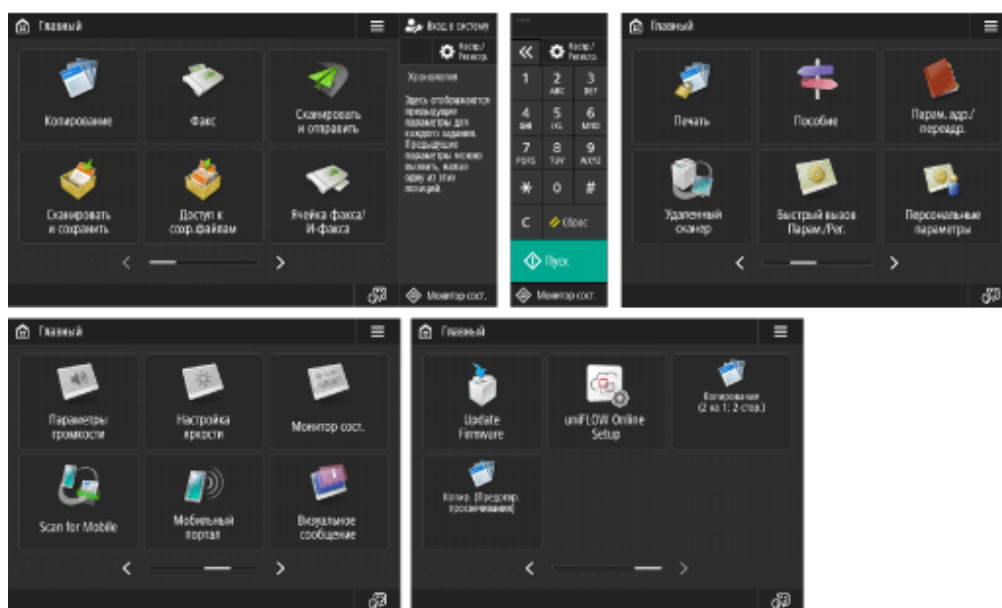 Главный
Копирование
Факс
Сканировать
и отправить
Сканировать
и сохранить
Доступ к
сохр.файлам
Ячейка факса/
И-факса
Вход в систему
Настр./
Регистр.
Хронология
Здесь отображаются
предыдущие
параметры для
каждого задания.
Предыдущие
параметры можно
вызвать, нажав
одну из этих
позиций.
Монитор сост.
Настр./
Регистр.
1 2 3
ABC DEF
4 5 6
GHI JKL MNO
7 8 9
PQRS TUV WXYZ
* 0 #
C Сброс
Пуск
Монитор сост.
Главный
Печать
Пособие
Парам. адр./
переадр.
Удаленный
сканер
Быстрый вызов
Парам./Рег.
Персональные
параметры
Главный
Параметры
громкости
Настройка
яркости
Монитор сост.
Scan for Mobile
Мобильный
портал
Визуальное
сообщение
Главный
Update
Firmware
uniFLOW Online
Setup
Копирование
(2 на 1: 2-стор.)
Копир. (Предотвр.
просвечивания)